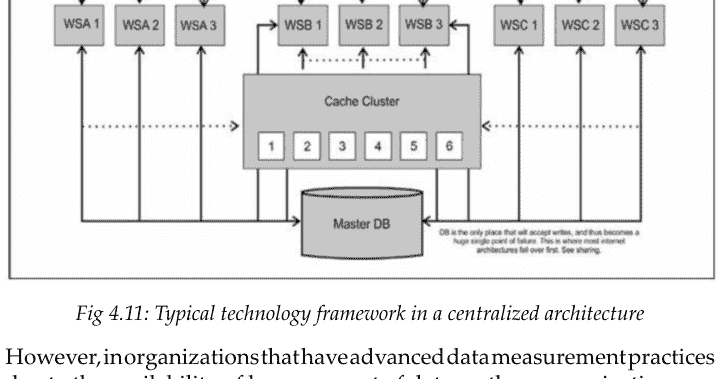 WSA 1 WSA 2 WSA 3 WSB 1 WSB 2 WSB 3 WSC 1 WSC 2 WSC 3
Cache Cluster
1 2 3 4 5 6
Master DB
DB is the only place that will accept writes, and thus becomes a
huge single point of failure. This is where most internet
architectures fall over first. See sharing.
Fig 4.11: Typical technology framework in a centralized architecture
However, in organizations that have advanced data measurement practices